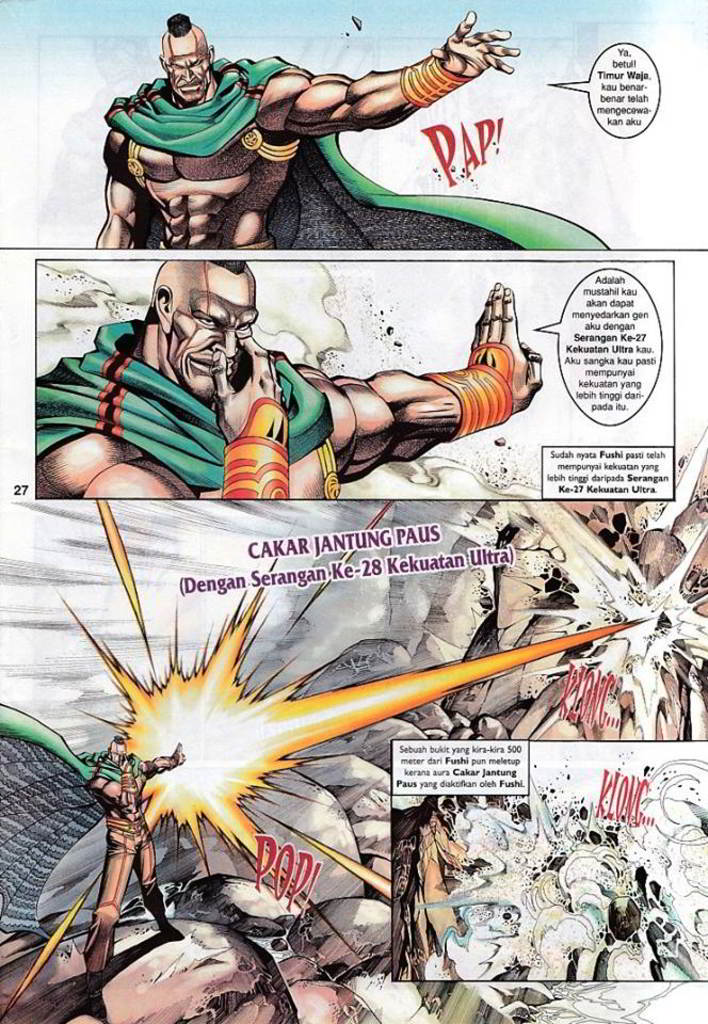 Ya,
betul!
Timur Waja,
kau benar-
benar telah
mengecewa-
kan aku
PAP!
Adalah
mustahil kau
akan dapat
menyedarkan gen
aku dengan
Serangan Ke-27
Kekuatan Ultra kau.
Aku sangka kau pasti
mempunyai
kekuatan yang
lebih tinggi dari-
pada itu.
Sudah nyata Fushi pasti telah
mempunyai kekuatan yang
lebih tinggi daripada Serangan
Ke-27 Kekuatan Ultra.
27
CAKAR JANTUNG PAUS
(Dengan Serangan Ke-28 Kekuatan Ultra)
KLONG...
Sebuah bukit yang kira-kira 500
meter dari Fushi pun meletup
kerana aura Cakar Jantung
Paus yang diaktifkan oleh Fushi.
KLONG...
POP!